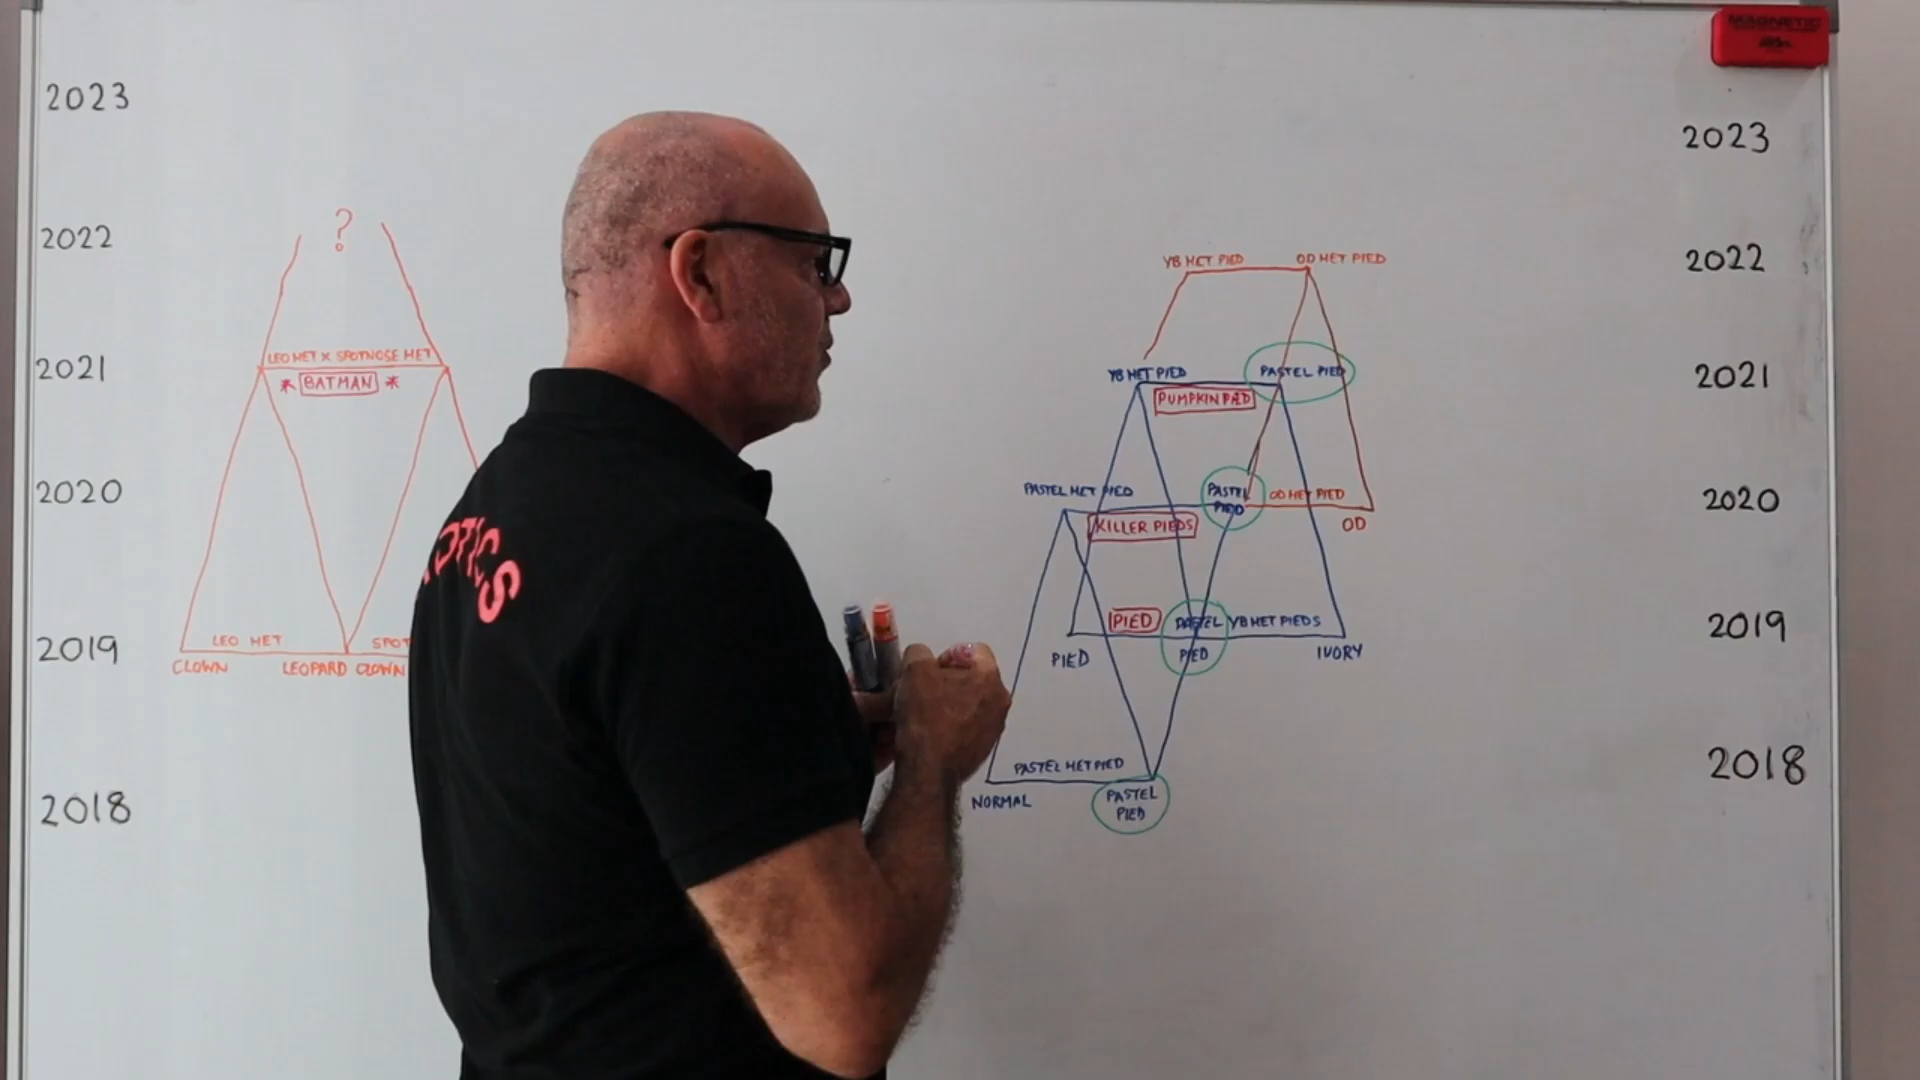 MAGNETIC
2023
2023
2022
?
YB HET PIED
OD HET PIED
2022
2021
LEO HET X SPOTNOSE HET
* BATMAN *
YB HET PIED
PASTEL PIED
2021
PUMPKIN PIED
2020
PASTEL HET PIED
PASTEL
PIED
OD HET PIED
2020
KILLER PIEDS
OD
OTICS
2019
LEO HET
SPOT
PIED
PASTEL
PIED
YB HET PIEDS
2019
CLOWN
LEOPARD CLOWN
PIED
IVORY
2018
PASTEL HET PIED
2018
NORMAL
PASTEL
PIED